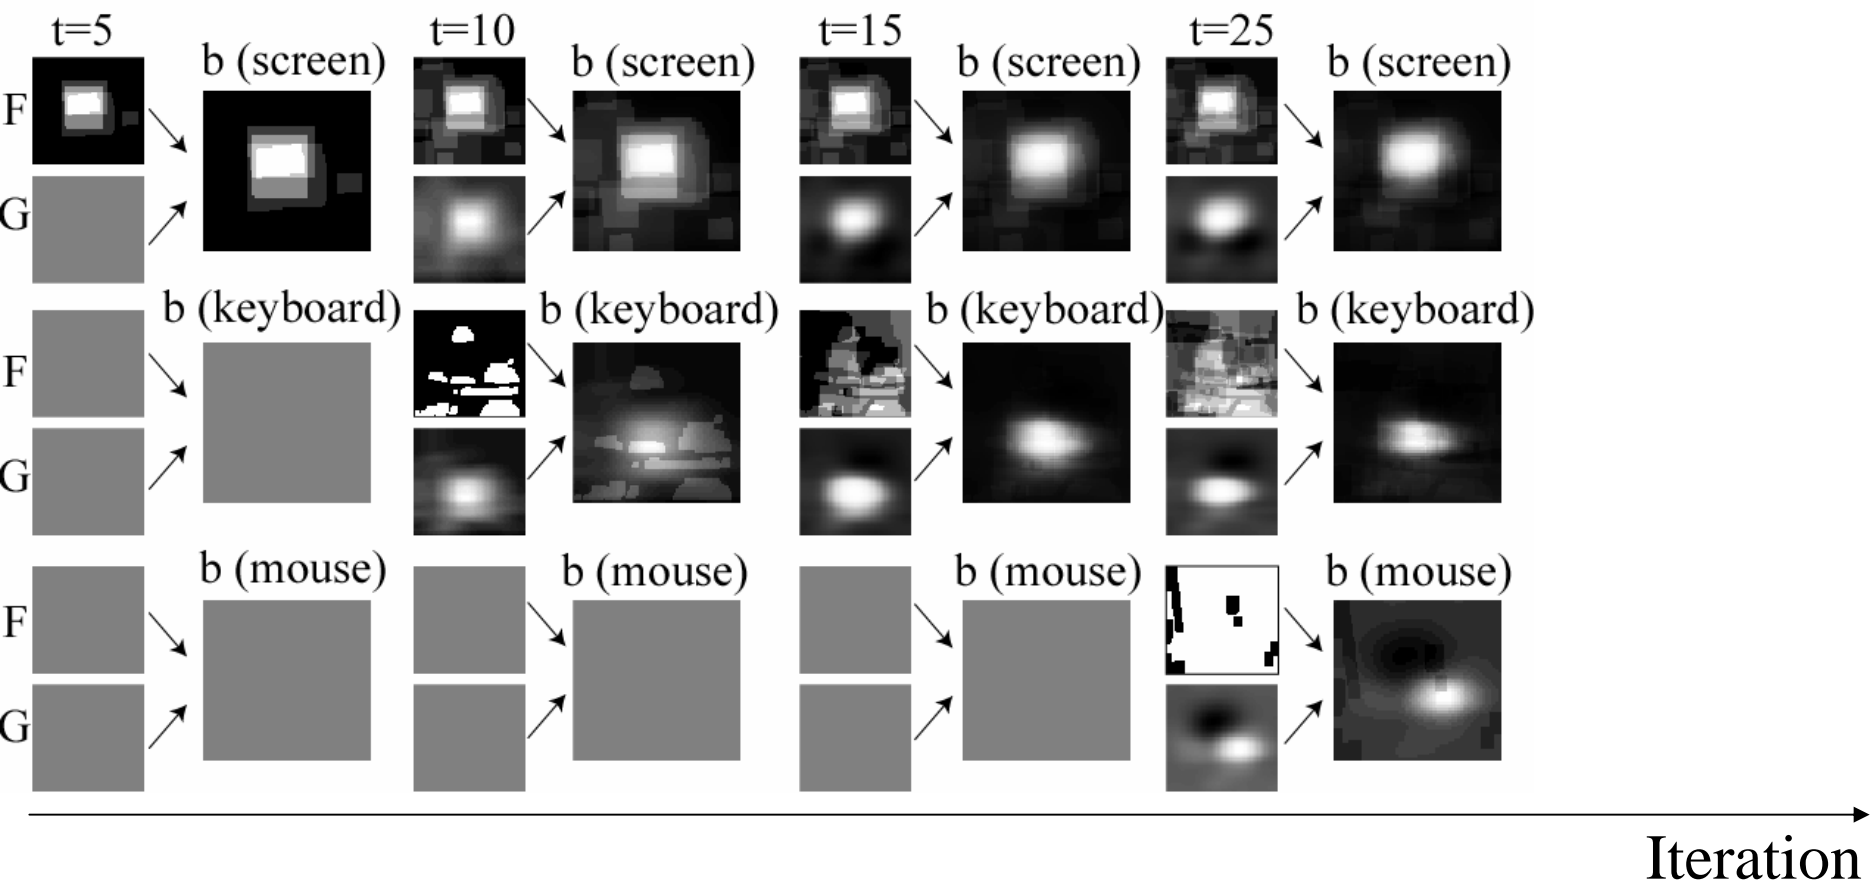 t=5 t=10 t=15 t=25
b (screen) b (screen) b (screen) b (screen)
F
G
b (keyboard) b (keyboard) b (keyboard) b (keyboard)
F
G
b (mouse) b (mouse) b (mouse) b (mouse)
F
G
Iteration